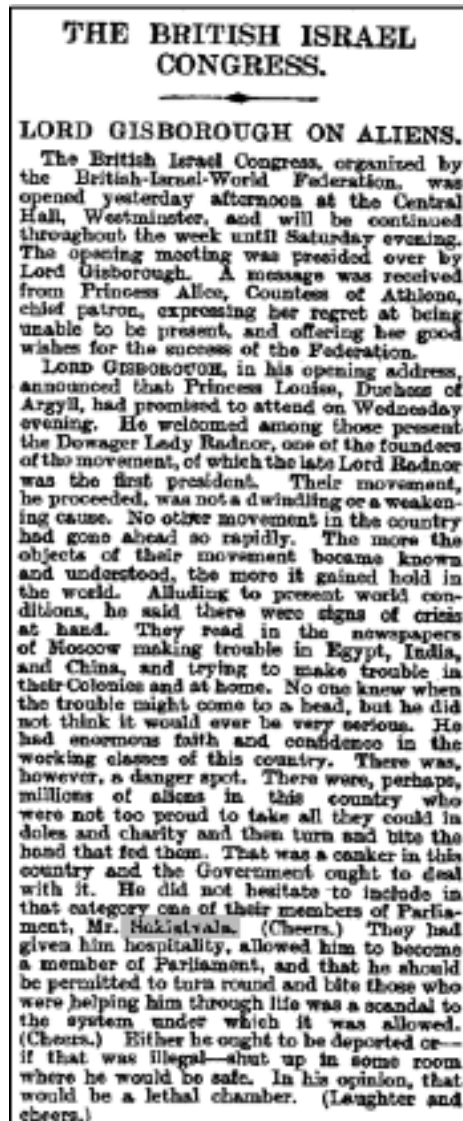 THE BRITISH ISRAEL
CONGRESS.
LORD GISBOROUGH ON ALIENS.
The British Israel Congress, organized by
the British-Israel-World Federation, was
opened yesterday afternoon at the Central
Hall, Westminster, and will be continued
throughout the week until Saturday evening.
The opening meeting was presided over by
Lord Gisborough. A message was received
from Princess Alice, Countess of Athlone,
chief patron, expressing her regret at being
unable to be present, and offering her good
wishes for the success of the Federation.
LORD GISBOROUGH, in his opening address,
announced that Princess Louise, Duchess of
Argyll, had promised to attend on Wednesday
evening. He welcomed among those present
the Dowager Lady Radnor, one of the founders
of the movement, of which the late Lord Radnor
was the first president. Their movement,
he proceeded, was not a dwindling or a weaken-
ing cause. No other movement in the country
had gone ahead so rapidly. The more the
objects of their movement became known
and understood, the more it gained hold in
the world. Alluding to present world con-
ditions, he said there were signs of crisis
at hand. They read in the newspapers
of Moscow making trouble in Egypt, India,
and China, and trying to make trouble in
their Colonies and at home. No one knew when
the trouble might come to a head, but he did
not think it would ever be very serious. He
had enormous faith and confidence in the
working classes of this country. There was,
however, a danger spot. There were, perhaps,
millions of aliens in this country who
were not too proud to take all they could in
doles and charity and then turn and bite the
hand that fed them. That was a canker in this
country and the Government ought to deal
with it. He did not hesitate to include in
that category one of their members of Parlia-
ment, Mr. Saklatvala. (Cheers.) They had
given him hospitality, allowed him to become
a member of Parliament, and that he should
be permitted to turn round and bite those who
were helping him through life was a scandal to
the system under which it was allowed.
(Cheers.) Either he ought to be deported or—
if that was illegal—shut up in some room
where he would be safe. In his opinion, that
would be a lethal chamber. (Laughter and
cheers.)